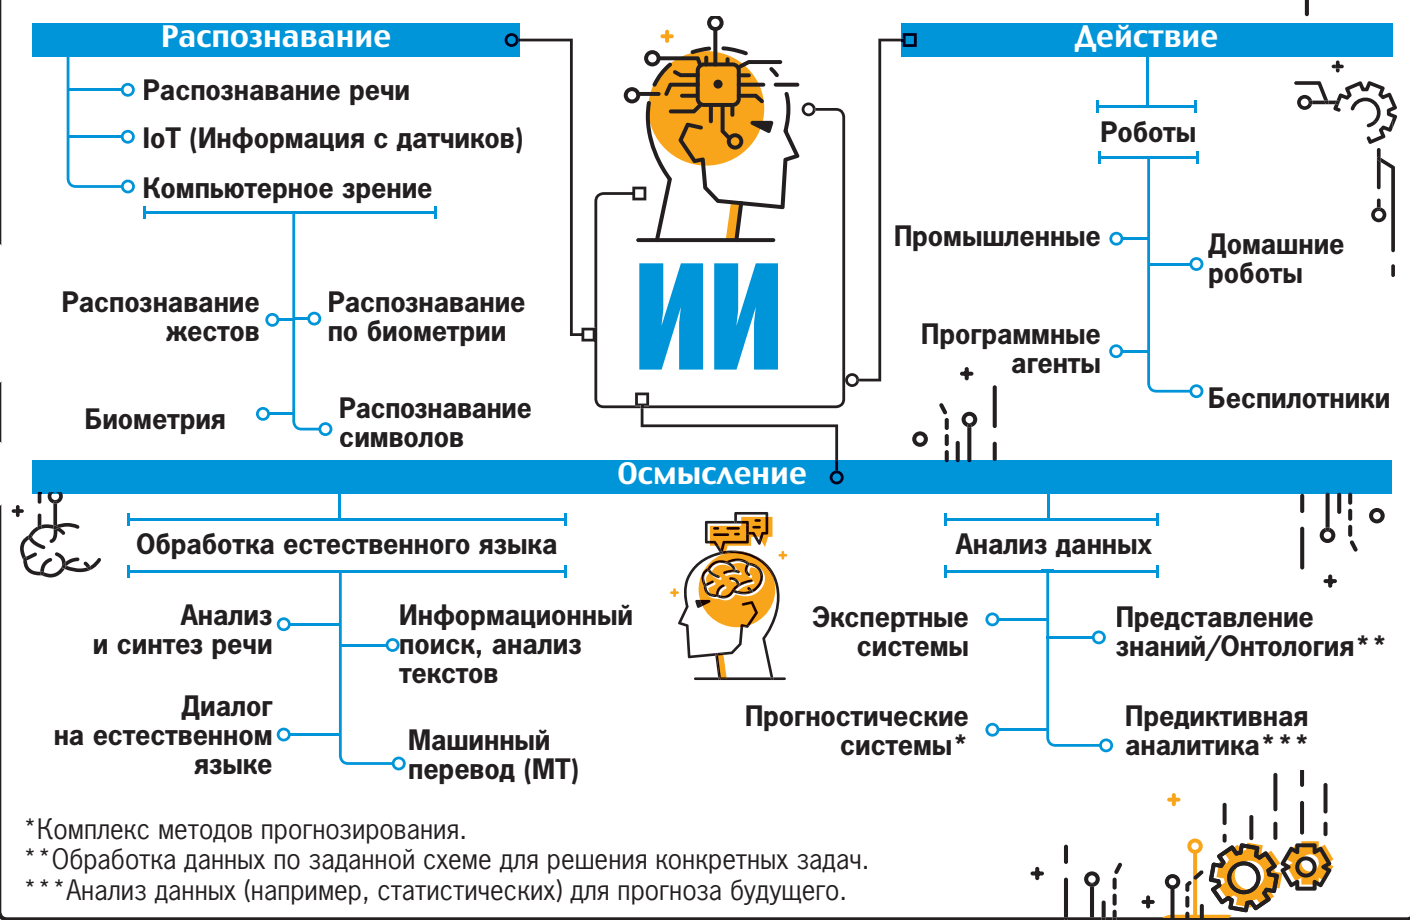 Распознавание
Распознавание речи
IoT (Информация с датчиков)
Компьютерное зрение
Распознавание
жестов
Распознавание
по биометрии
Биометрия
Распознавание
символов
ИИ
Действие
Роботы
Промышленные
Домашние
роботы
Программные
агенты
Беспилотники
Осмысление
Обработка естественного языка
Анализ
и синтез речи
Информационный
поиск, анализ
текстов
Диалог
на естественном
языке
Машинный
перевод (МТ)
Анализ данных
Экспертные
системы
Представление
знаний/Онтология**
Прогностические
системы*
Предиктивная
аналитика***
*Комплекс методов прогнозирования.
**Обработка данных по заданной схеме для решения конкретных задач.
***Анализ данных (например, статистических) для прогноза будущего.